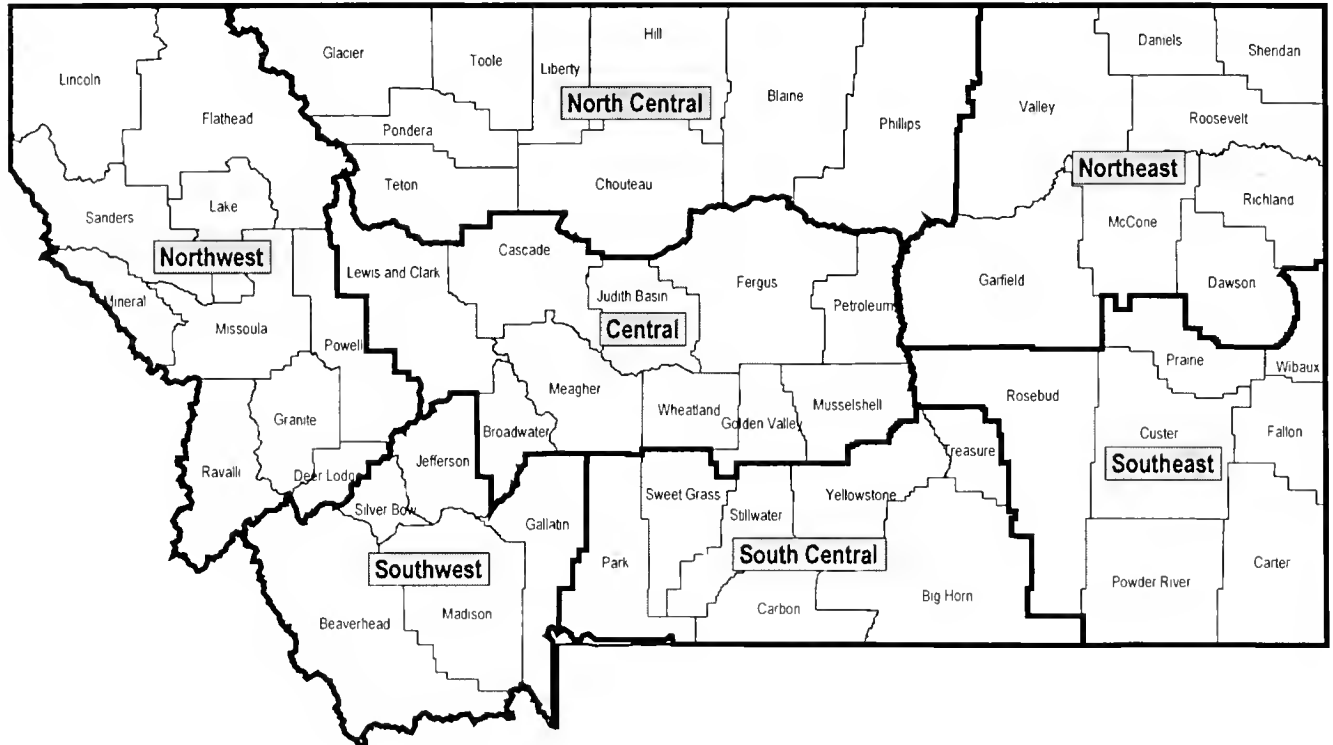 Lincoln
Flathead
Glacier
Toole
Liberty
Hill
North Central
Blaine
Phillips
Pondera
Teton
Chouteau
Daniels
Sheridan
Valley
Roosevelt
Northeast
Richland
McCone
Garfield
Dawson
Sanders
Lake
Northwest
Mineral
Missoula
Powell
Granite
Ravalli
Deer Lodge
Lewis and Clark
Cascade
Judith Basin
Fergus
Petroleum
Central
Meagher
Broadwater
Wheatland
Golden Valley
Musselshell
Jefferson
Silver Bow
Gallatin
Southwest
Beaverhead
Madison
Park
Sweet Grass
Stillwater
Yellowstone
Treasure
South Central
Carbon
Big Horn
Rosebud
Prairie
Wibaux
Custer
Fallon
Southeast
Powder River
Carter